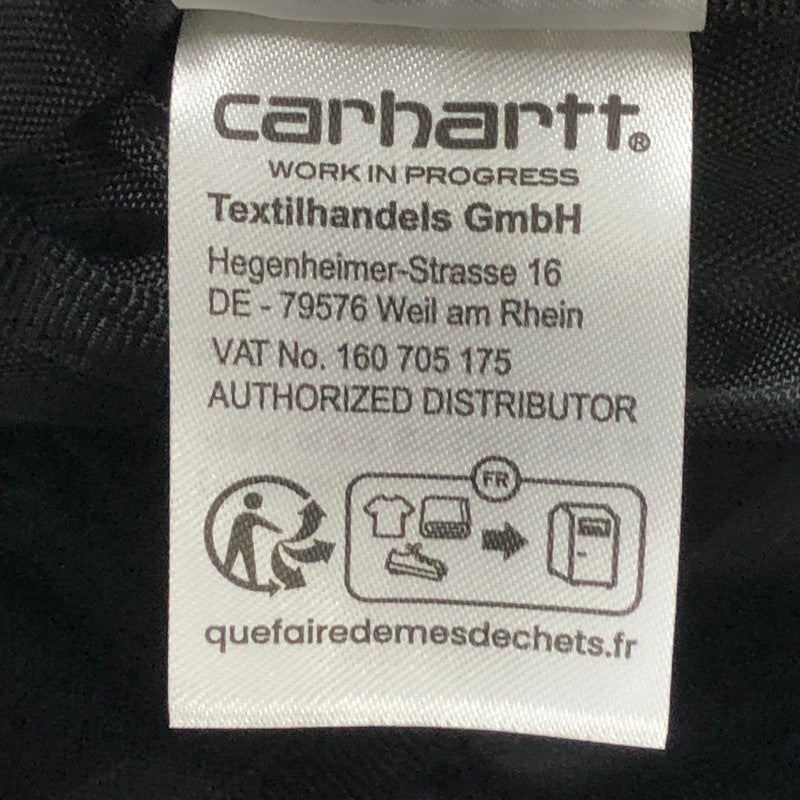 carhartt®
WORK IN PROGRESS
Textilhandels GmbH
Hegenheimer-Strasse 16
DE - 79576 Weil am Rhein
VAT No. 160 705 175
AUTHORIZED DISTRIBUTOR
FR
quefairedemesdechets.fr